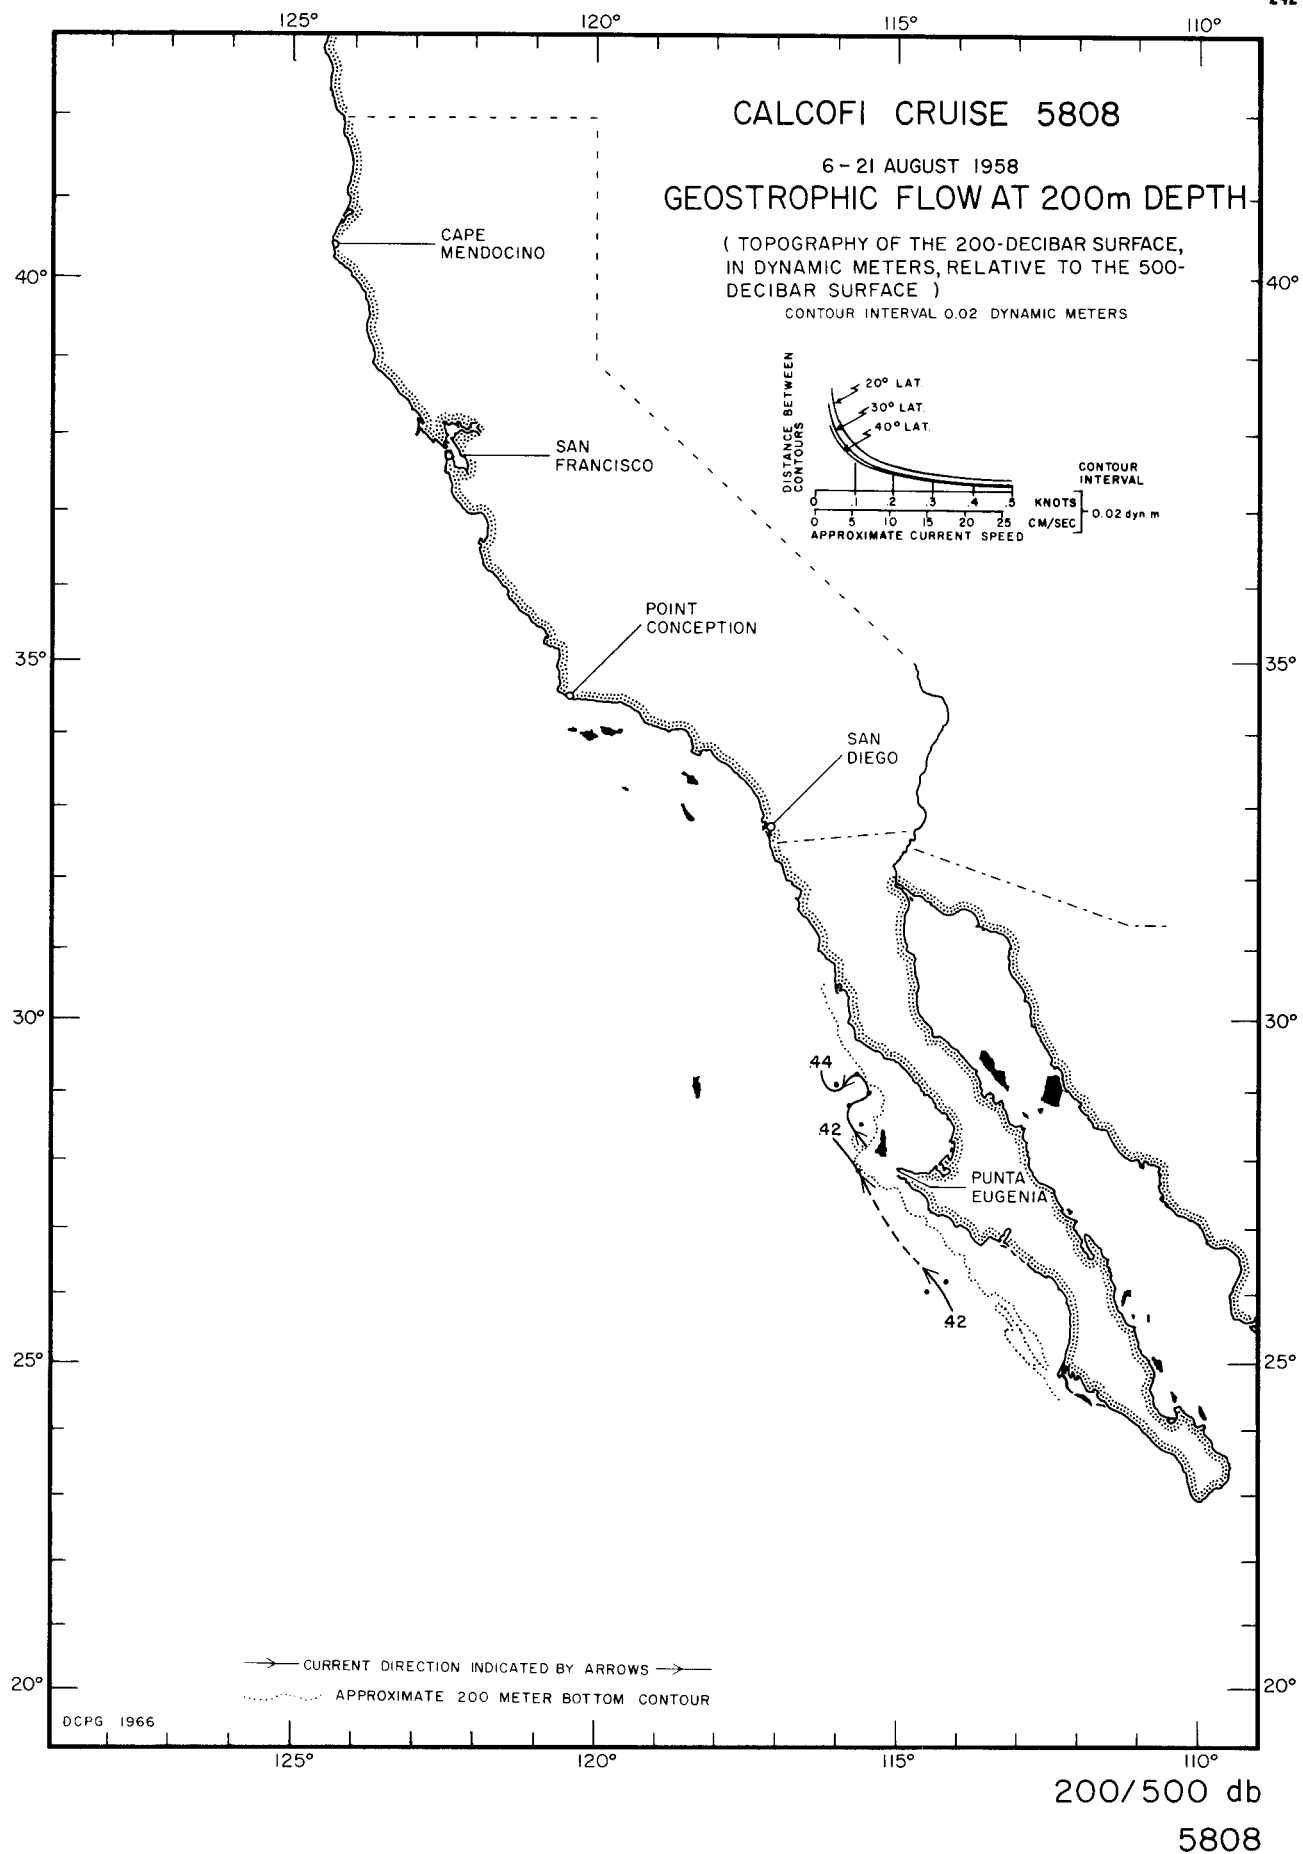 125° 120° 115° 110°
CALCOFI CRUISE 5808
6-21 AUGUST 1958
GEOSTROPHIC FLOW AT 200m DEPTH
( TOPOGRAPHY OF THE 200-DECIBAR SURFACE,
IN DYNAMIC METERS, RELATIVE TO THE 500-
DECIBAR SURFACE )
CONTOUR INTERVAL 0.02 DYNAMIC METERS
CAPE
MENDOCINO
40° 40°
DISTANCE BETWEEN
CONTOURS
20° LAT.
30° LAT.
40° LAT.
CONTOUR
INTERVAL
0 .1 .2 .3 .4 .5 KNOTS
0 5 10 15 20 25 CM/SEC
0.02 dyn m
APPROXIMATE CURRENT SPEED
SAN
FRANCISCO
POINT
CONCEPTION
35° 35°
SAN
DIEGO
30° 30°
.44
.42
PUNTA
EUGENIA
.42
25° 25°
CURRENT DIRECTION INDICATED BY ARROWS
APPROXIMATE 200 METER BOTTOM CONTOUR
20° 20°
DCPG 1966
125° 120° 115° 110°
200/500 db
5808